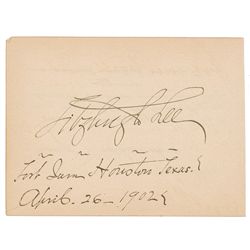 Fitzhugh Lee
Fort Sam Houston Texas.
April. 26 - 1902